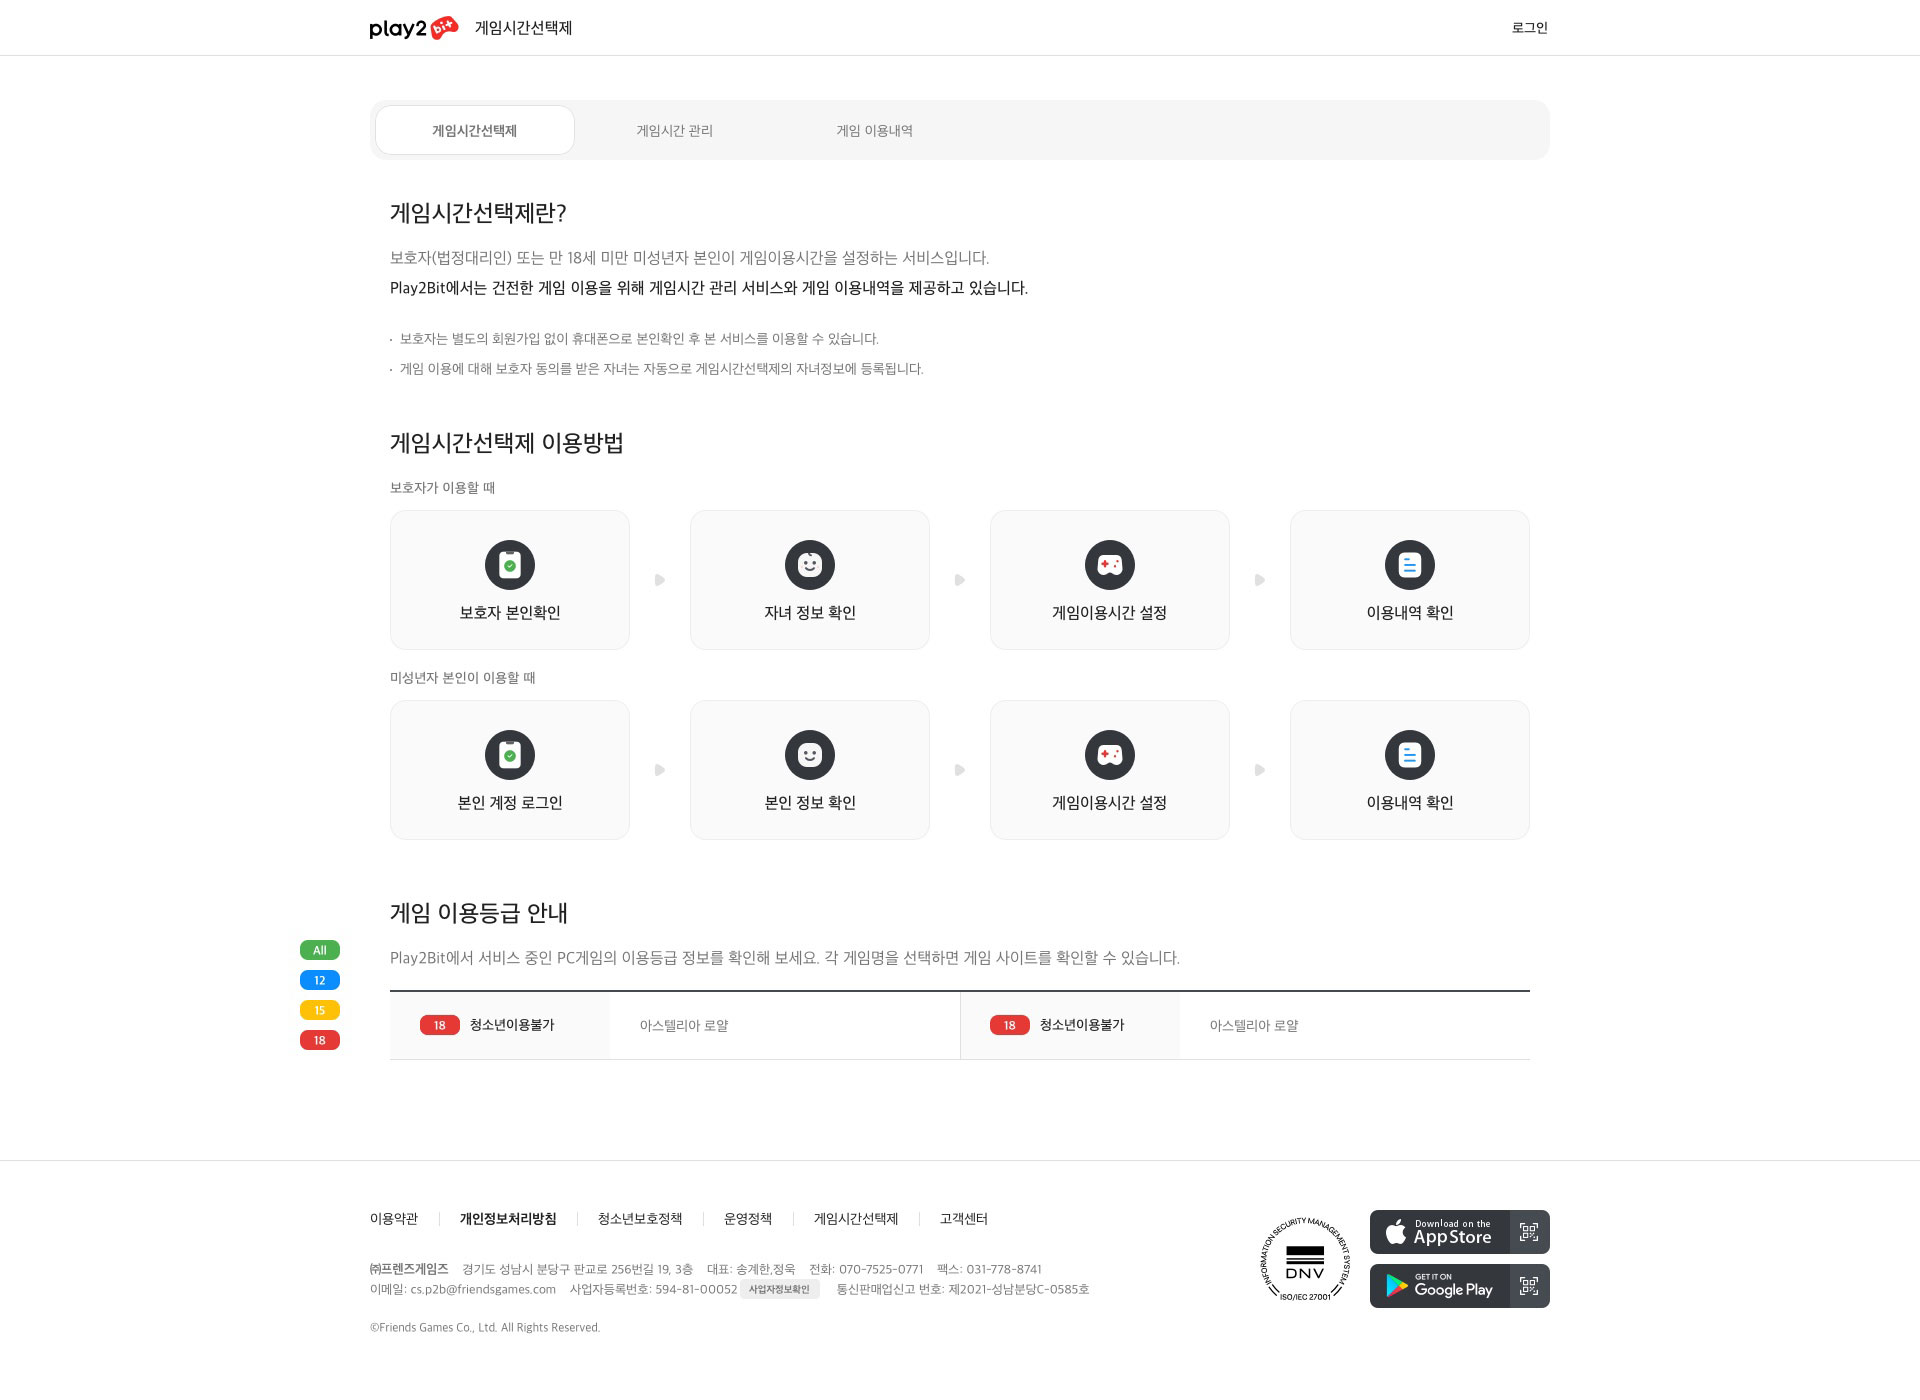 play2 bit 게임시간선택제
로그인
게임시간선택제
게임시간 관리
게임 이용내역
게임시간선택제란?
보호자(법정대리인) 또는 만 18세 미만 미성년자 본인이 게임이용시간을 설정하는 서비스입니다.
Play2Bit에서는 건전한 게임 이용을 위해 게임시간 관리 서비스와 게임 이용내역을 제공하고 있습니다.
· 보호자는 별도의 회원가입 없이 휴대폰으로 본인확인 후 본 서비스를 이용할 수 있습니다.
· 게임 이용에 대해 보호자 동의를 받은 자녀는 자동으로 게임시간선택제의 자녀정보에 등록됩니다.
게임시간선택제 이용방법
보호자가 이용할 때
보호자 본인확인
자녀 정보 확인
게임이용시간 설정
이용내역 확인
미성년자 본인이 이용할 때
본인 계정 로그인
본인 정보 확인
게임이용시간 설정
이용내역 확인
게임 이용등급 안내
All
12
15
18
Play2Bit에서 서비스 중인 PC게임의 이용등급 정보를 확인해 보세요. 각 게임명을 선택하면 게임 사이트를 확인할 수 있습니다.
18 청소년이용불가
아스텔리아 로얄
18 청소년이용불가
아스텔리아 로얄
이용약관
개인정보처리방침
청소년보호정책
운영정책
게임시간선택제
고객센터
㈜프렌즈게임즈 경기도 성남시 분당구 판교로 256번길 19, 3층 대표: 송계한,정욱 전화: 070-7525-0771 팩스: 031-778-8741
이메일: cs.p2b@friendsgames.com 사업자등록번호: 594-81-00052 사업자정보확인 통신판매업신고 번호: 제2021-성남분당C-0585호
©Friends Games Co., Ltd. All Rights Reserved.
INFORMATION SECURITY MANAGEMENT SYSTEM
DNV
ISO/IEC 27001
Download on the
App Store
GET IT ON
Google Play